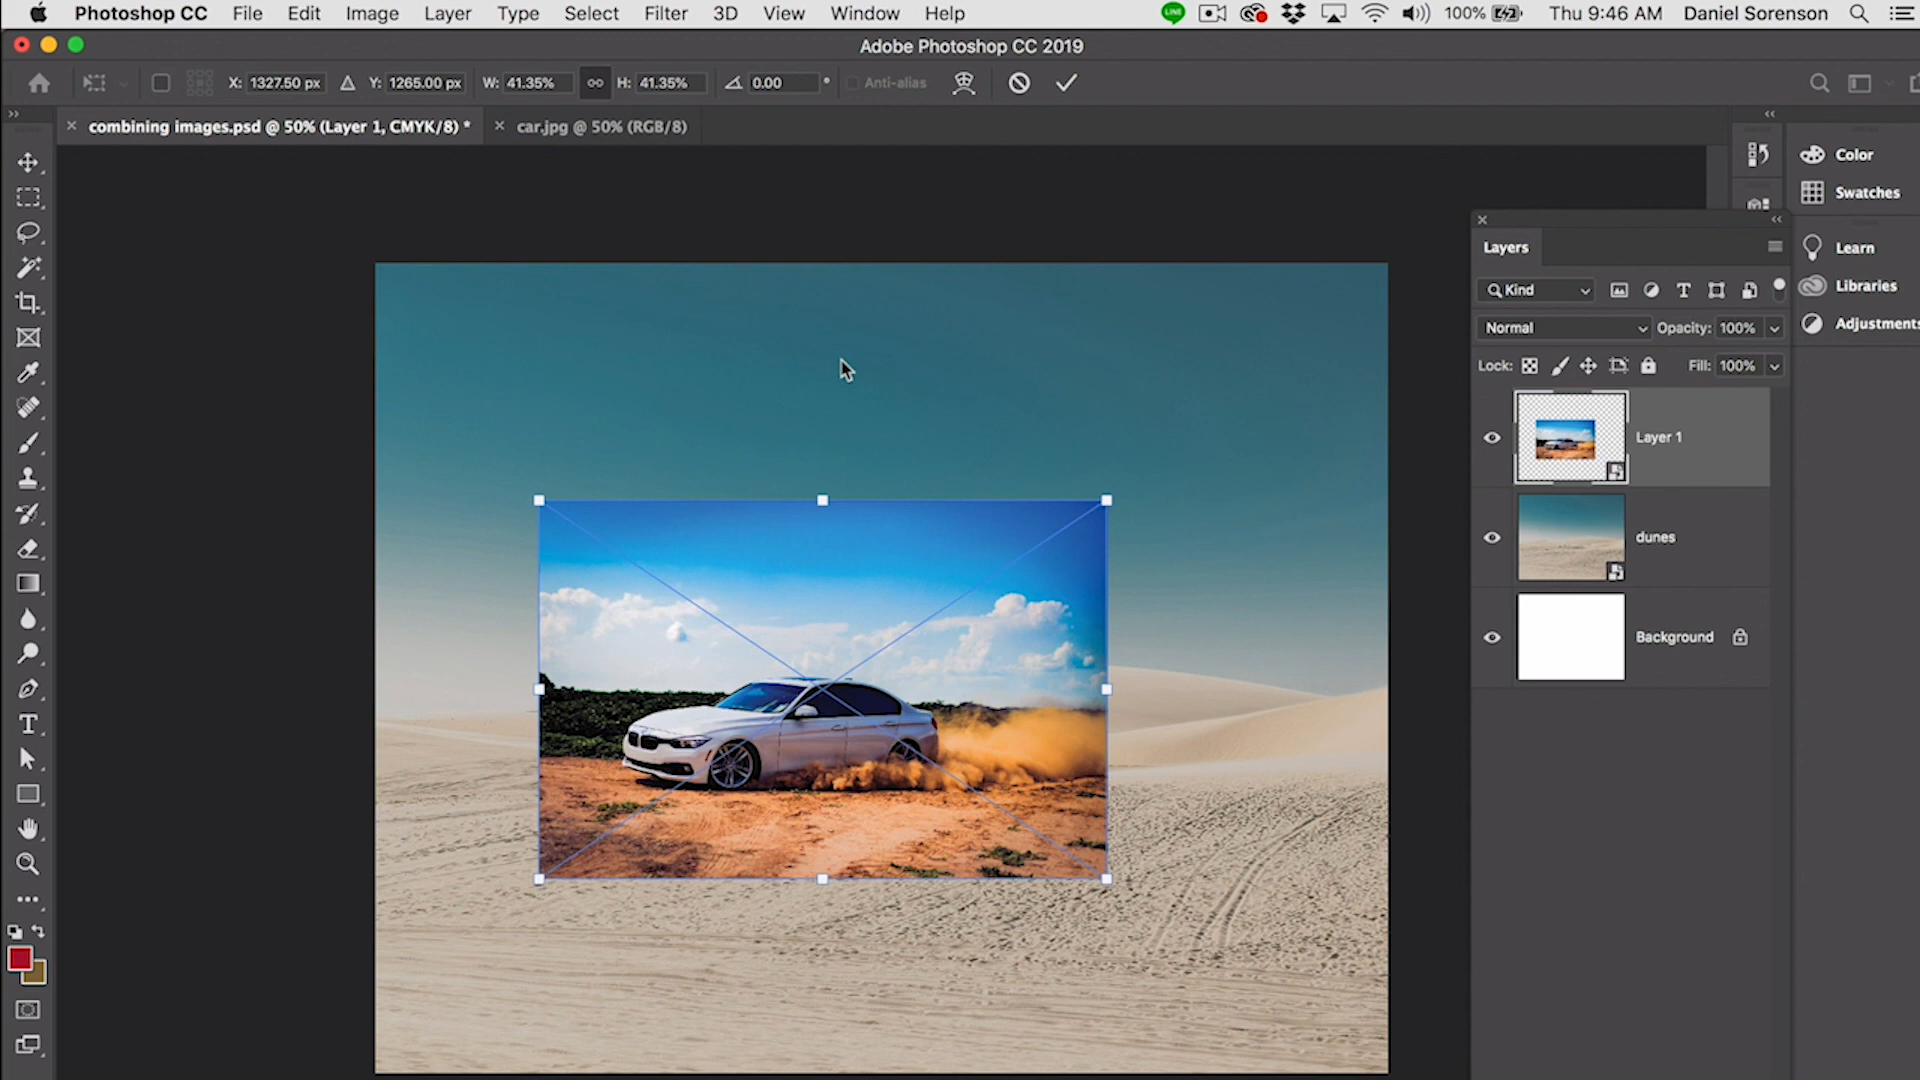 Photoshop CC File Edit Image Layer Type Select Filter 3D View Window Help LINE 100% Thu 9:46 AM Daniel Sorenson
Adobe Photoshop CC 2019
X: 1327.50 px Y: 1265.00 px W: 41.35% H: 41.35% 0.00 ° Anti-alias
combining images.psd @ 50% (Layer 1, CMYK/8) * car.jpg @ 50% (RGB/8)
Color
Swatches
Layers
Learn
Kind
Libraries
Normal Opacity: 100%
Adjustments
Lock: Fill: 100%
Layer 1
dunes
Background